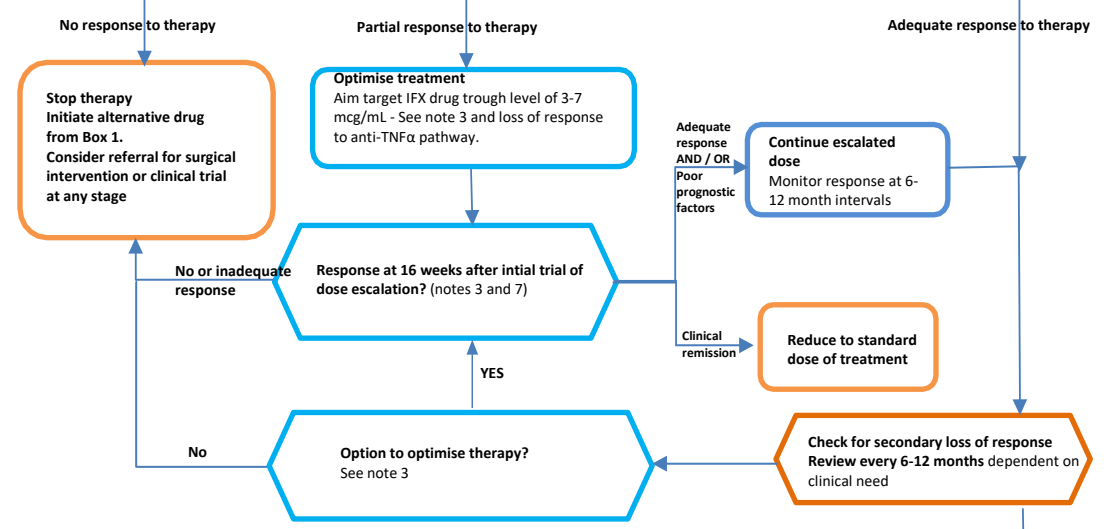 No response to therapy
Partial response to therapy
Adequate response to therapy
Stop therapy
Initiate alternative drug
from Box 1.
Consider referral for surgical
intervention or clinical trial
at any stage
Optimise treatment
Aim target IFX drug trough level of 3-7
mcg/mL - See note 3 and loss of response
to anti-TNFα pathway.
Adequate
response
AND / OR
Poor
prognostic
factors
Continue escalated
dose
Monitor response at 6-
12 month intervals
No or inadequate
response
Response at 16 weeks after intial trial of
dose escalation? (notes 3 and 7)
Clinical
remission
Reduce to standard
dose of treatment
YES
No
Option to optimise therapy?
See note 3
Check for secondary loss of response
Review every 6-12 months dependent on
clinical need